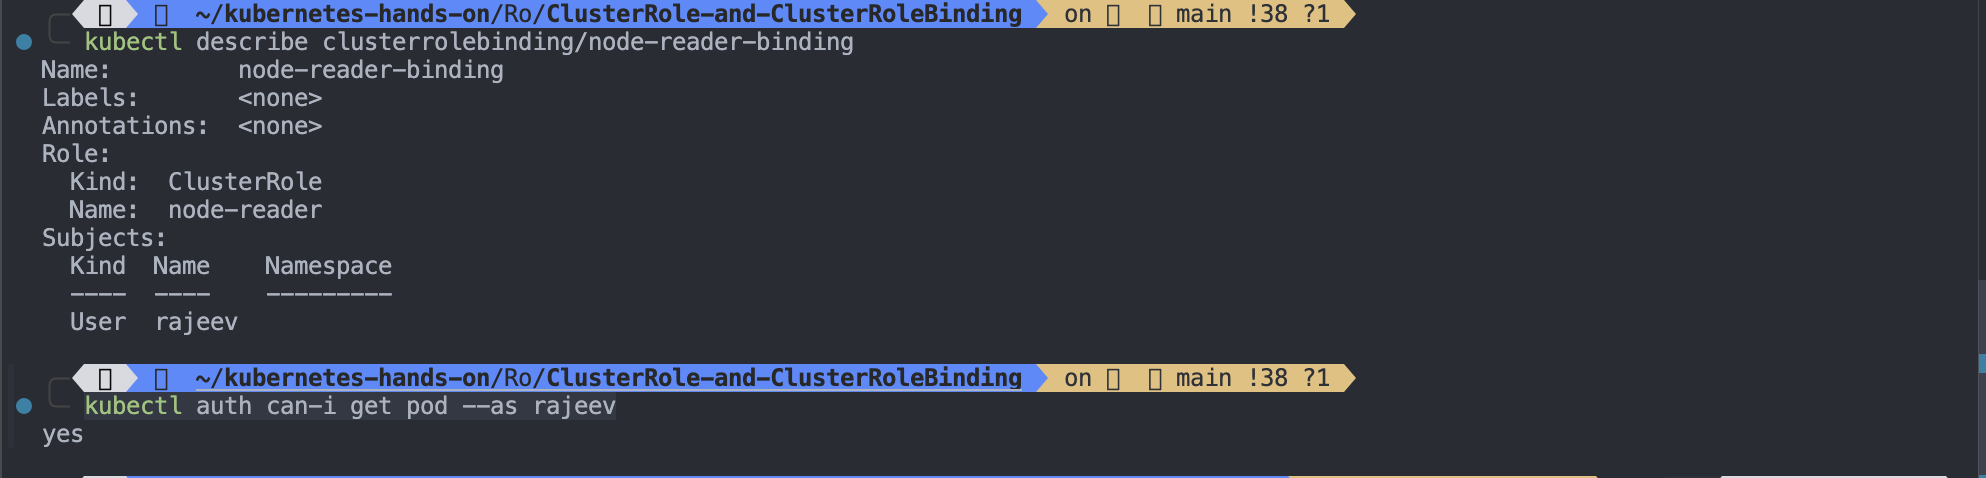 ~/kubernetes-hands-on/Ro/ClusterRole-and-ClusterRoleBinding on main !38 ?1
kubectl describe clusterrolebinding/node-reader-binding
Name:         node-reader-binding
Labels:       <none>
Annotations:  <none>
Role:
  Kind:  ClusterRole
  Name:  node-reader
Subjects:
  Kind  Name    Namespace
  ----  ----    ---------
  User  rajeev
~/kubernetes-hands-on/Ro/ClusterRole-and-ClusterRoleBinding on main !38 ?1
kubectl auth can-i get pod --as rajeev
yes